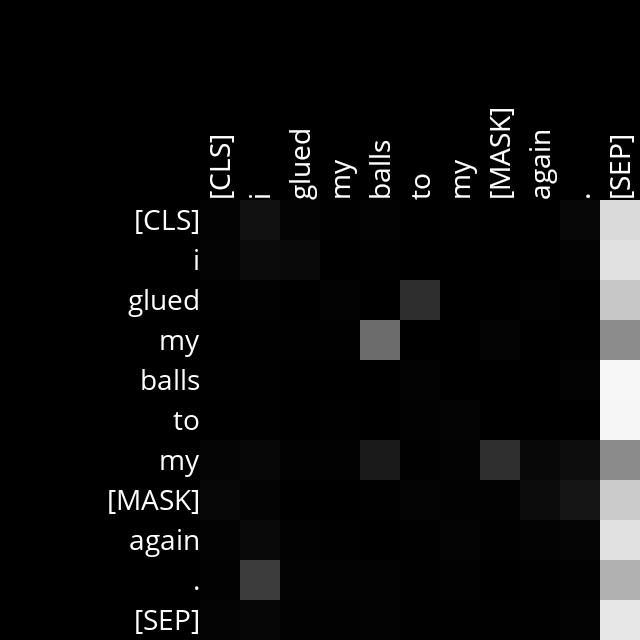 [CLS] i glued my balls to my [MASK] again . [SEP]
[CLS]
i
glued
my
balls
to
my
[MASK]
again
.
[SEP]